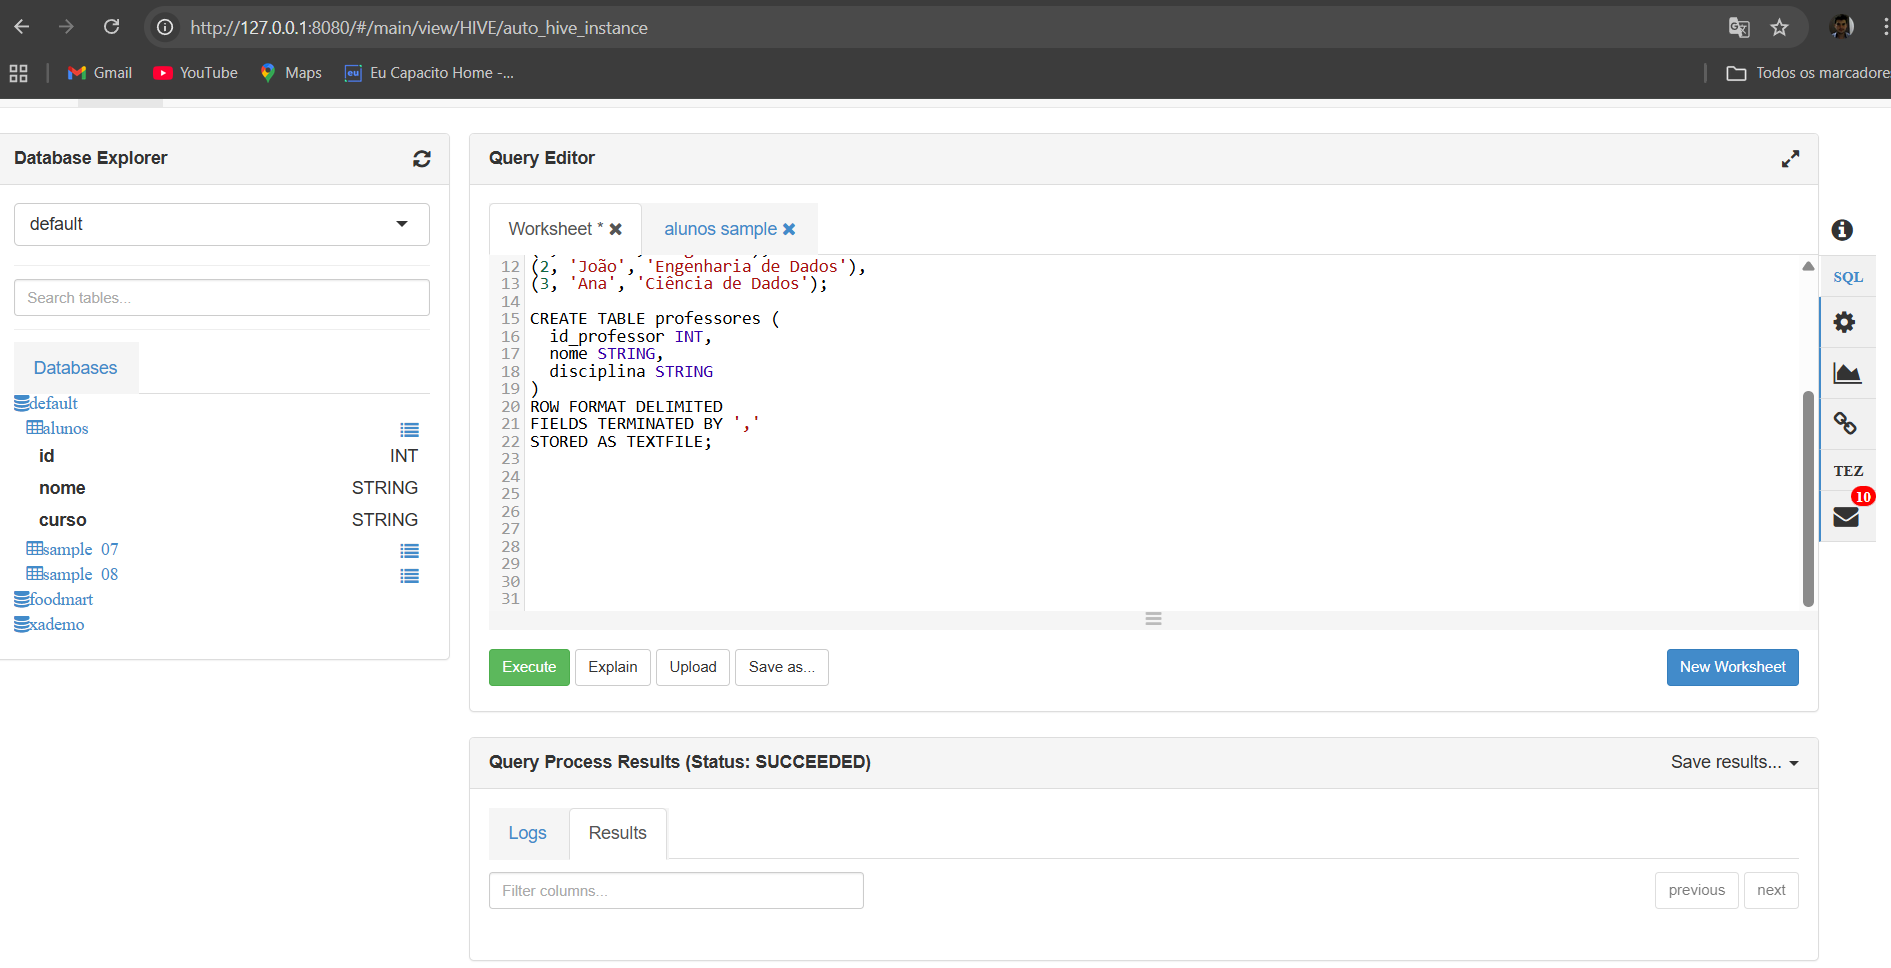 http://127.0.0.1:8080/#/main/view/HIVE/auto_hive_instance
Gmail
YouTube
Maps
eu
Eu Capacito Home -...
Todos os marcadore
Database Explorer
default
Search tables...
Databases
default
alunos
id INT
nome STRING
curso STRING
sample 07
sample 08
foodmart
xademo
Query Editor
Worksheet *
alunos sample
12 (2, 'João', 'Engenharia de Dados'),
13 (3, 'Ana', 'Ciência de Dados');
14
15 CREATE TABLE professores (
16 id_professor INT,
17 nome STRING,
18 disciplina STRING
19 )
20 ROW FORMAT DELIMITED
21 FIELDS TERMINATED BY ','
22 STORED AS TEXTFILE;
23
24
25
26
27
28
29
30
31
Execute
Explain
Upload
Save as...
New Worksheet
SQL
TEZ
10
Query Process Results (Status: SUCCEEDED)
Save results...
Logs
Results
Filter columns...
previous
next